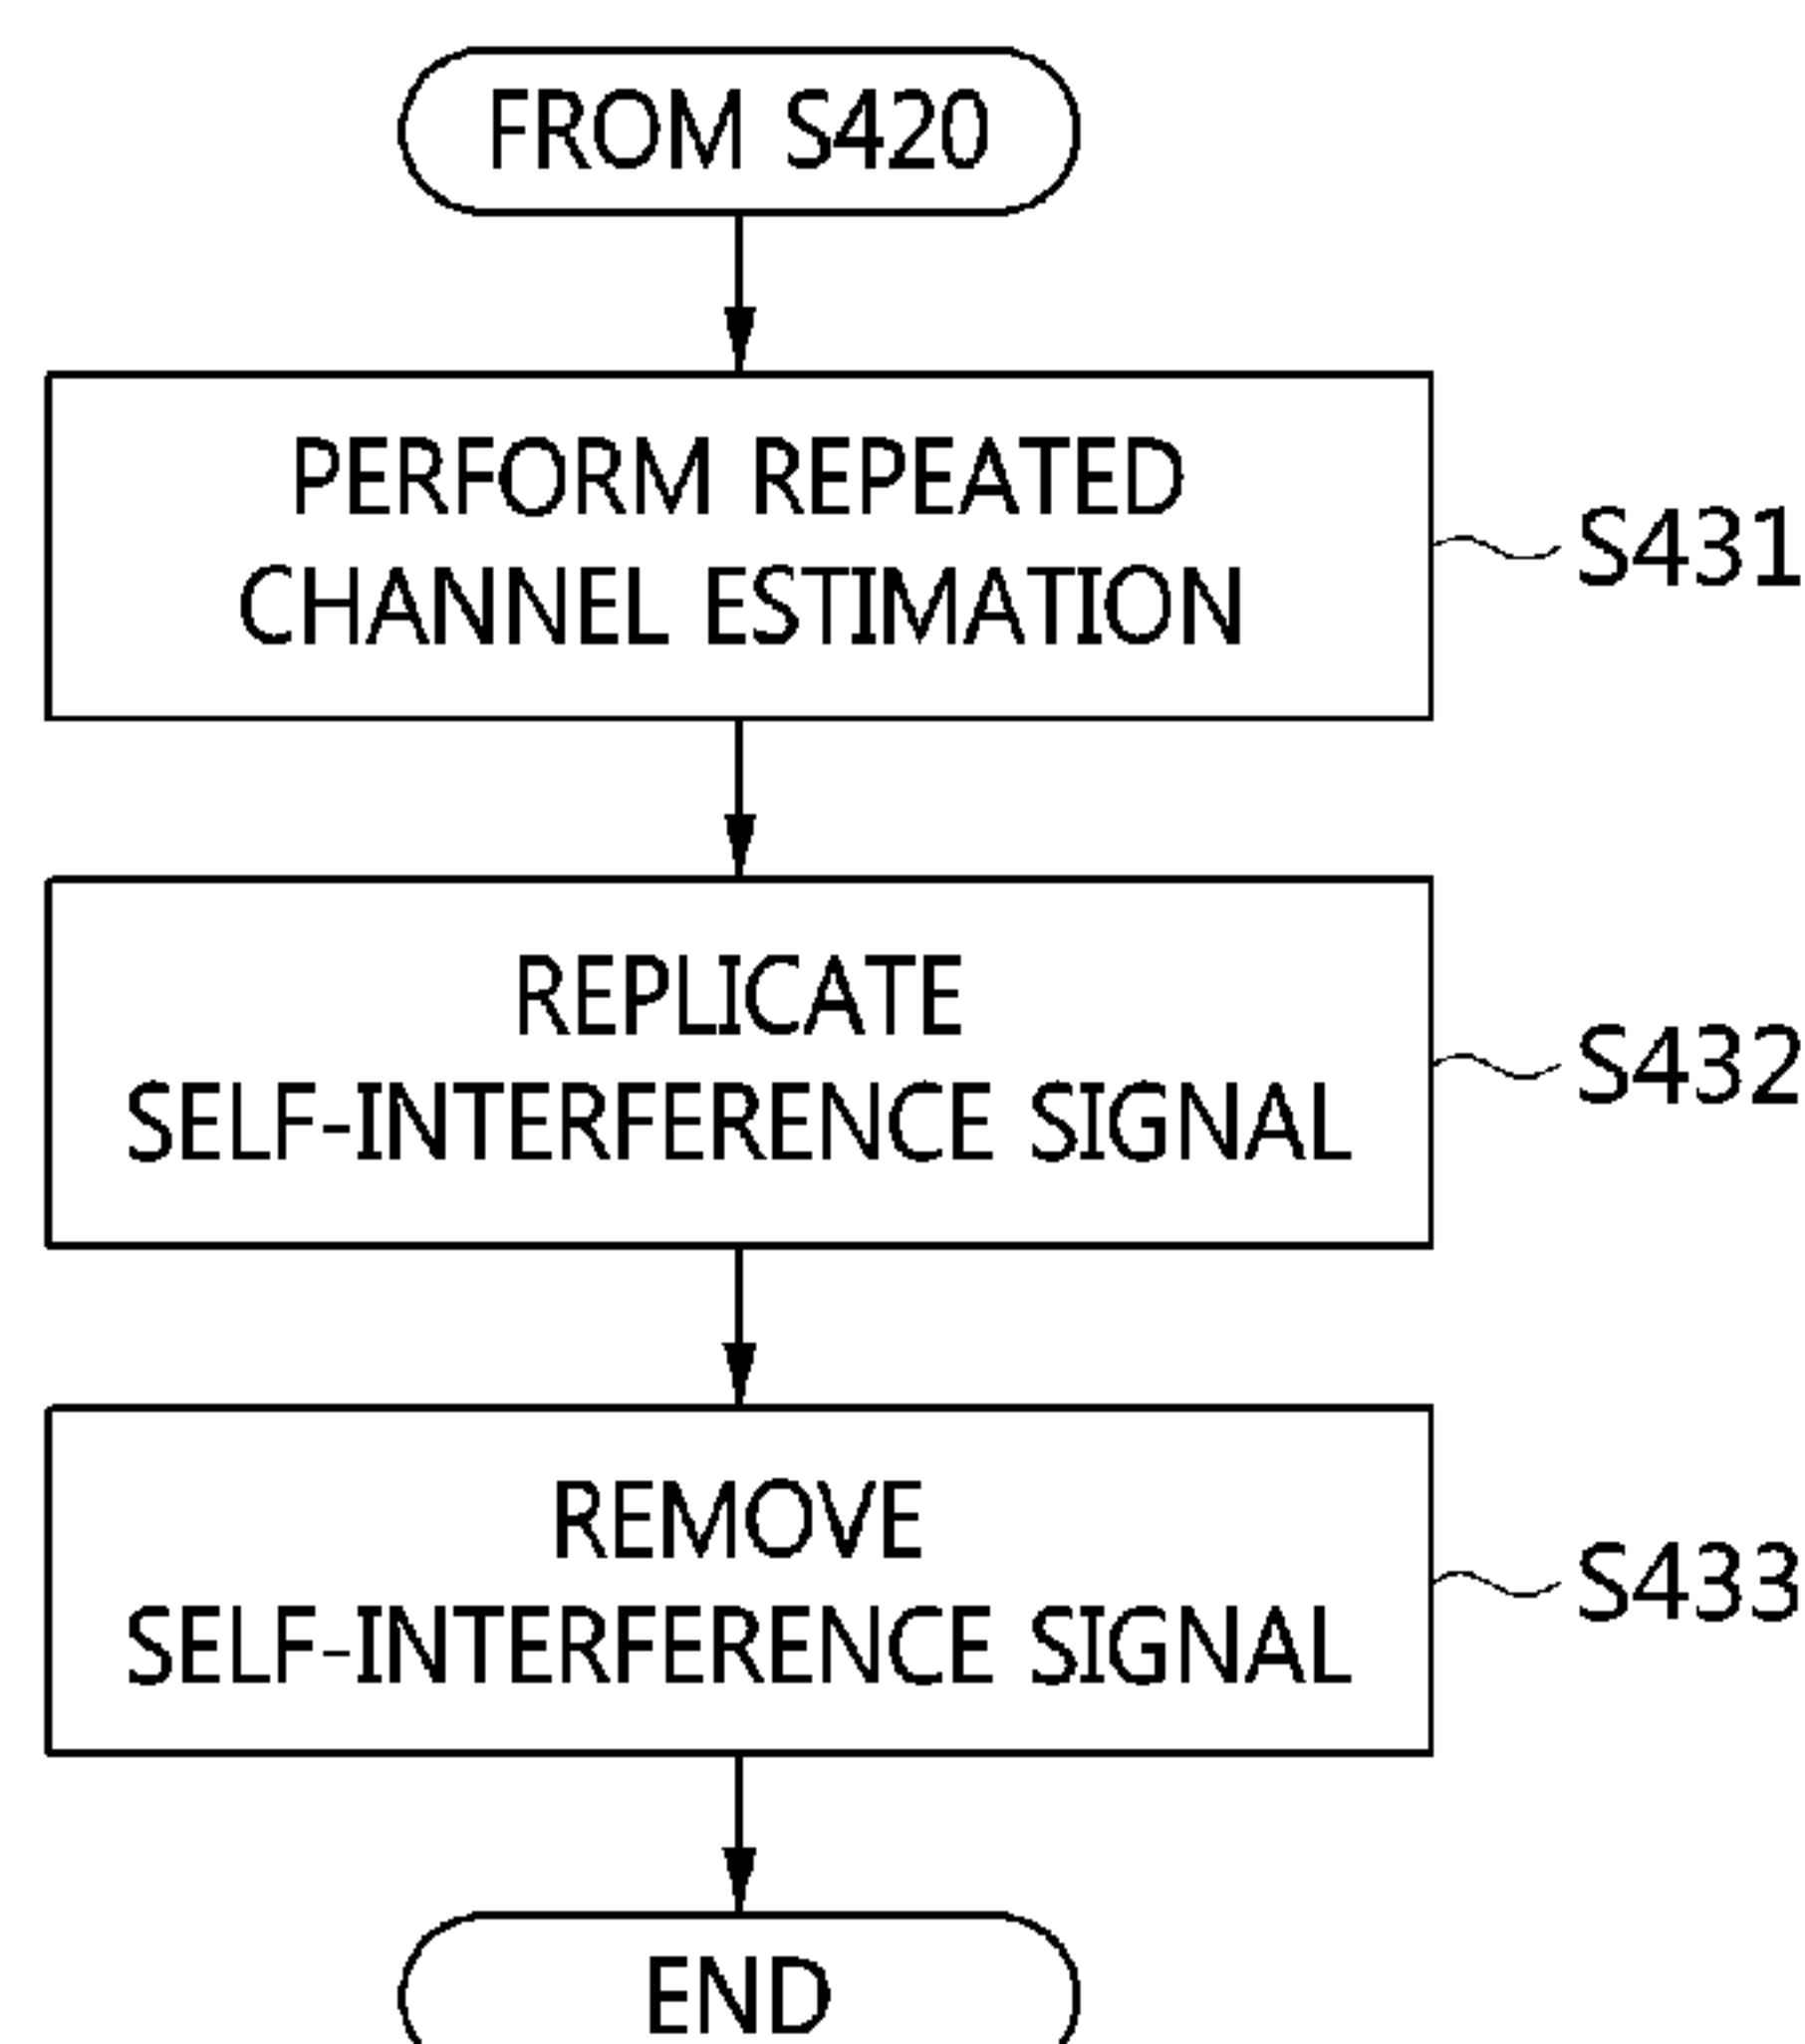 FROM S420
PERFORM REPEATED
CHANNEL ESTIMATION
S431
REPLICATE
SELF-INTERFERENCE SIGNAL
S432
REMOVE
SELF-INTERFERENCE SIGNAL
S433
END